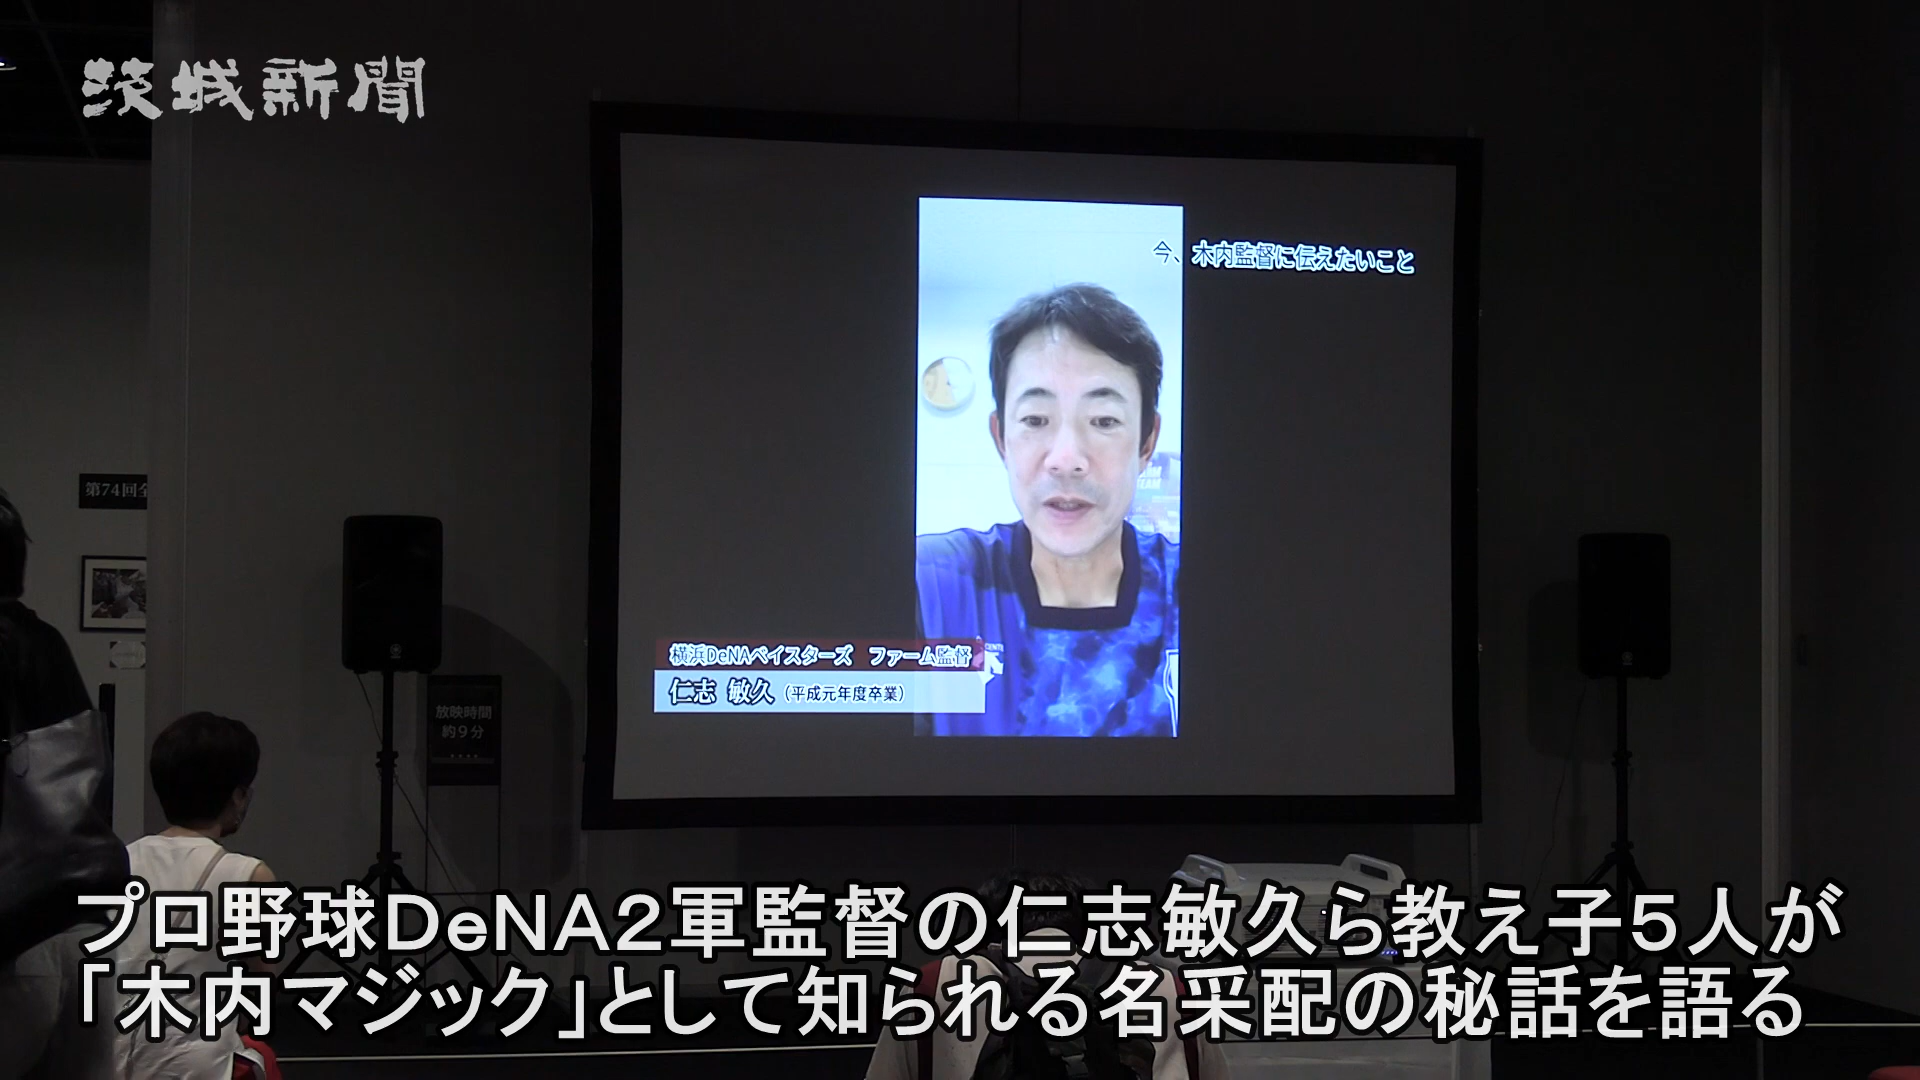 茨城新聞
今、木内監督に伝えたいこと
第74回全
横浜DeNAベイスターズ　ファーム監督
仁志 敏久（平成元年度卒業）
放映時間
約9分
プロ野球DeNA2軍監督の仁志敏久ら教え子5人が
「木内マジック」として知られる名采配の秘話を語る